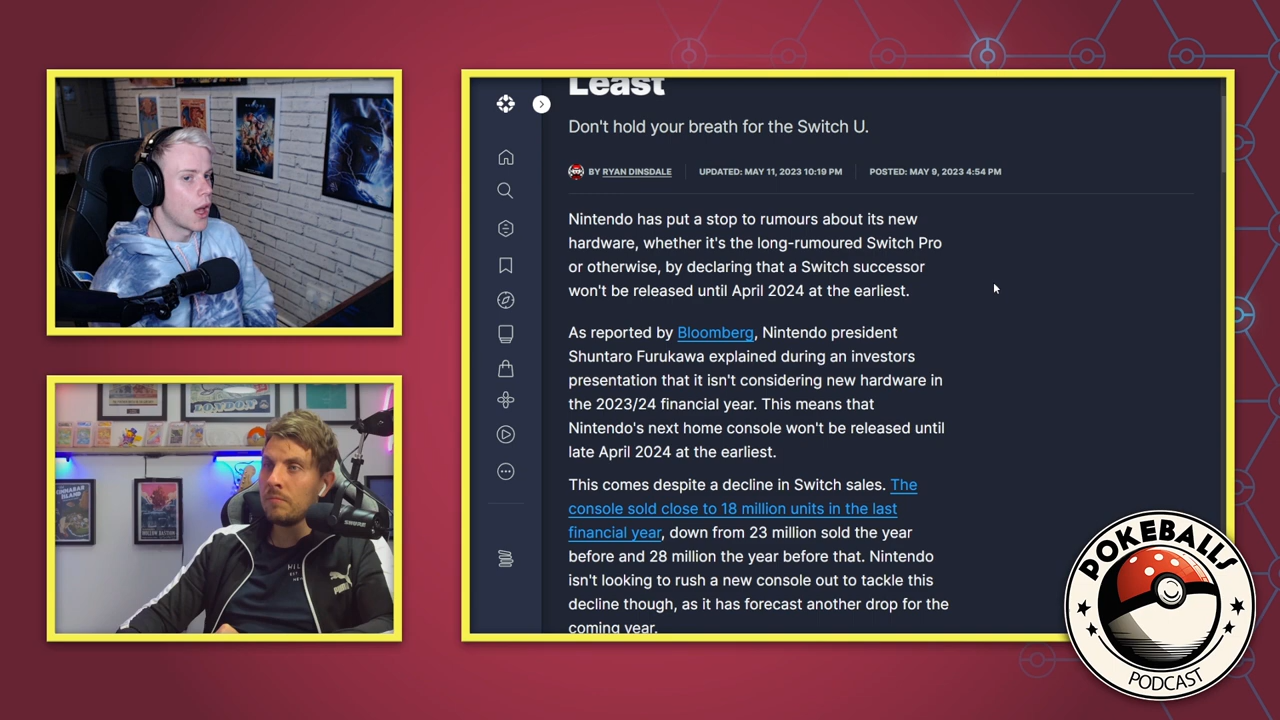 Least
Don't hold your breath for the Switch U.
BY RYAN DINSDALE
UPDATED: MAY 11, 2023 10:19 PM
POSTED: MAY 9, 2023 4:54 PM
Nintendo has put a stop to rumours about its new
hardware, whether it's the long-rumoured Switch Pro
or otherwise, by declaring that a Switch successor
won't be released until April 2024 at the earliest.
As reported by Bloomberg, Nintendo president
Shuntaro Furukawa explained during an investors
presentation that it isn't considering new hardware in
the 2023/24 financial year. This means that
Nintendo's next home console won't be released until
late April 2024 at the earliest.
This comes despite a decline in Switch sales. The
console sold close to 18 million units in the last
financial year, down from 23 million sold the year
before and 28 million the year before that. Nintendo
isn't looking to rush a new console out to tackle this
decline though, as it has forecast another drop for the
coming year.
LONDON
PUMA
POKEBALLS
PODCAST